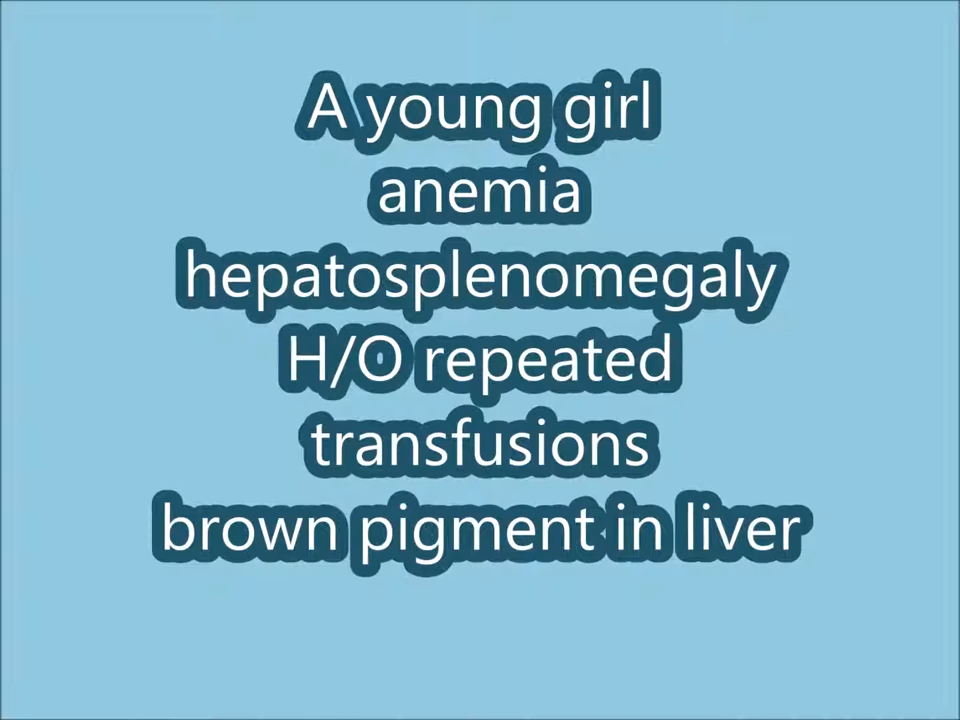 A young girl
anemia
hepatosplenomegaly
H/O repeated
transfusions
brown pigment in liver